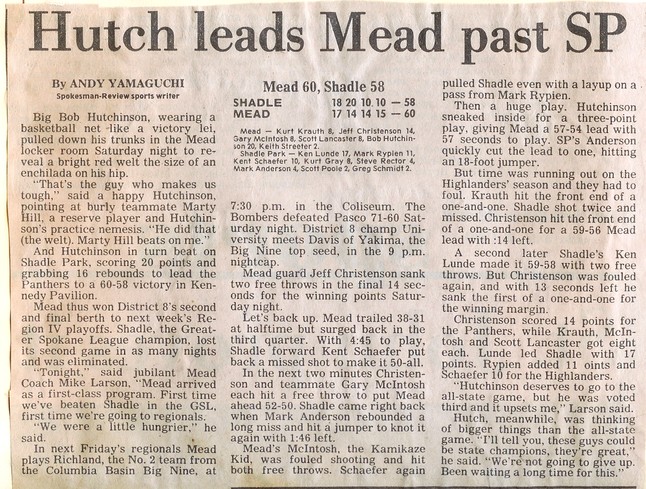 Hutch leads Mead past SP
By ANDY YAMAGUCHI
Spokesman-Review sports writer
Big Bob Hutchinson, wearing a
basketball net like a victory lei,
pulled down his trunks in the Mead
locker room Saturday night to re-
veal a bright red welt the size of an
enchilada on his hip.
"That's the guy who makes us
tough," said a happy Hutchinson,
pointing at burly teammate Marty
Hill, a reserve player and Hutchin-
son's practice nemesis. "He did that
(the welt). Marty Hill beats on me."
And Hutchinson in turn beat on
Shadle Park, scoring 20 points and
grabbing 16 rebounds to lead the
Panthers to a 60-58 victory in Ken-
nedy Pavilion.
Mead thus won District 8's second
and final berth to next week's Re-
gion IV playoffs. Shadle, the Great-
er Spokane League champion, lost
its second game in as many nights
and was eliminated.
"Tonight," said jubilant Mead
Coach Mike Larson, "Mead arrived
as a first-class program. First time
we've beaten Shadle in the GSL,
first time we're going to regionals.
"We were a little hungrier," he
said.
In next Friday's regionals Mead
plays Richland, the No. 2 team from
the Columbia Basin Big Nine, at
Mead 60, Shadle 58
SHADLE 18 20 10 10 — 58
MEAD 17 14 14 15 — 60
Mead — Kurt Krauth 8, Jeff Christenson 14,
Gary McIntosh 8, Scott Lancaster 8, Bob Hutchin-
son 20, Keith Streeter 2.
Shadle Park — Ken Lunde 17, Mark Rypien 11,
Kent Schaefer 10, Kurt Gray 8, Steve Rector 4,
Mark Anderson 4, Scott Poole 2, Greg Schmidt 2.
7:30 p.m. in the Coliseum. The
Bombers defeated Pasco 71-60 Sat-
urday night. District 8 champ Uni-
versity meets Davis of Yakima, the
Big Nine top seed, in the 9 p.m.
nightcap.
Mead guard Jeff Christenson sank
two free throws in the final 14 sec-
onds for the winning points Satur-
day night.
Let's back up. Mead trailed 38-31
at halftime but surged back in the
third quarter. With 4:45 to play,
Shadle forward Kent Schaefer put
back a missed shot to make it 50-all.
In the next two minutes Christen-
son and teammate Gary McIntosh
each hit a free throw to put Mead
ahead 52-50. Shadle came right back
when Mark Anderson rebounded a
long miss and hit a jumper to knot it
again with 1:46 left.
Mead's McIntosh, the Kamikaze
Kid, was fouled shooting and hit
both free throws. Schaefer again
pulled Shadle even with a layup on a
pass from Mark Rypien.
Then a huge play. Hutchinson
sneaked inside for a three-point
play, giving Mead a 57-54 lead with
57 seconds to play. SP's Anderson
quickly cut the lead to one, hitting
an 18-foot jumper.
But time was running out on the
Highlanders' season and they had to
foul. Krauth hit the front end of a
one-and-one. Shadle shot twice and
missed. Christenson hit the front end
of a one-and-one for a 59-56 Mead
lead with :14 left.
A second later Shadle's Ken
Lunde made it 59-58 with two free
throws. But Christenson was fouled
again, and with 13 seconds left he
sank the first of a one-and-one for
the winning margin.
Christenson scored 14 points for
the Panthers, while Krauth, McIn-
tosh and Scott Lancaster got eight
each. Lunde led Shadle with 17
points. Rypien added 11 oints and
Schaefer 10 for the Highlanders.
"Hutchinson deserves to go to the
all-state game, but he was voted
third and it upsets me," Larson said.
Hutch, meanwhile, was thinking
of bigger things than the all-state
game. "I'll tell you, these guys could
be state champions, they're great,"
he said. "We're not going to give up.
Been waiting a long time for this."